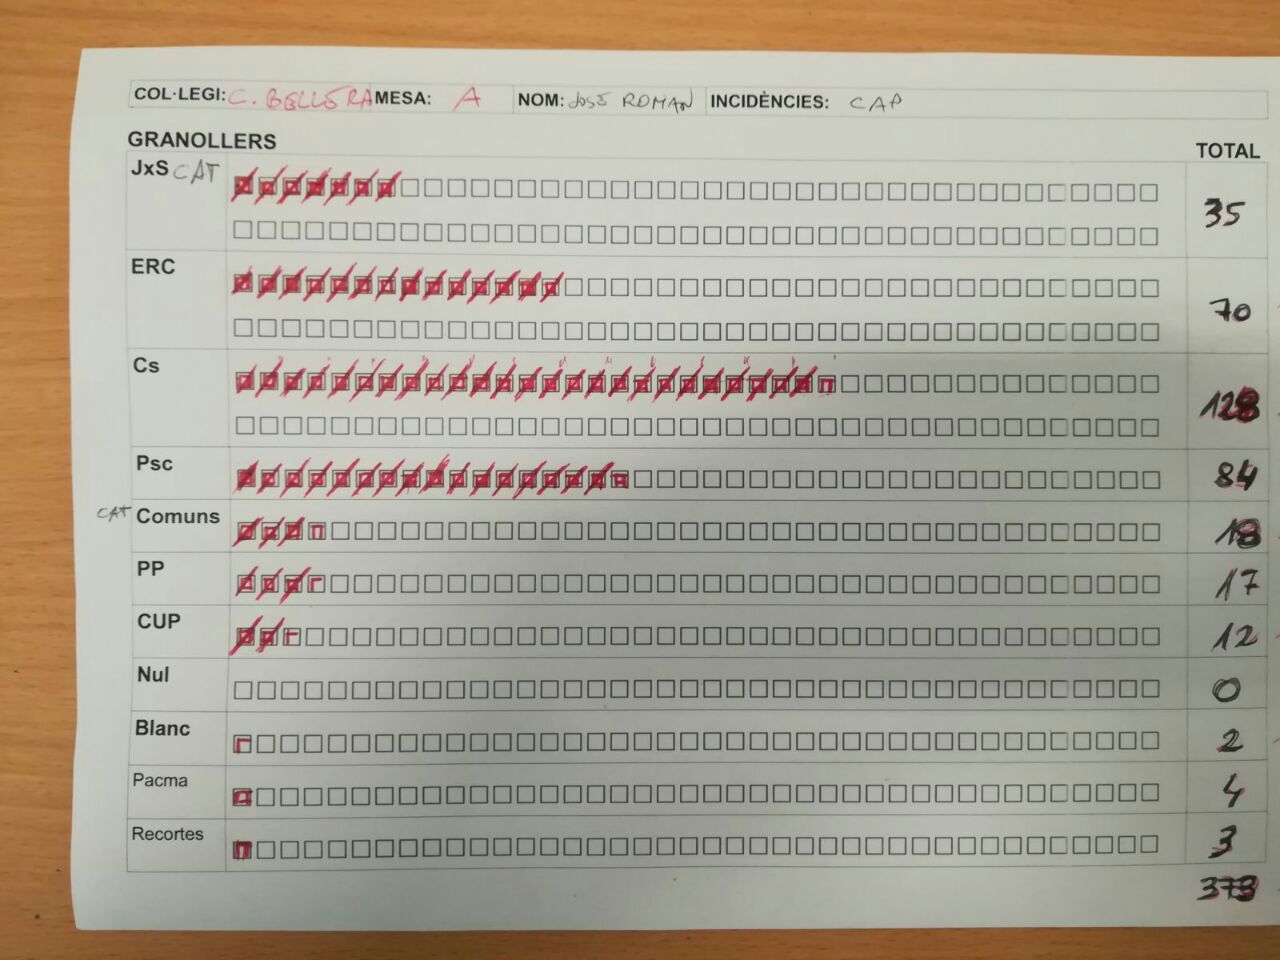 COL·LEGI: C. BELLERA MESA: A NOM: JOSÉ ROMAN INCIDÈNCIES: CAP
GRANOLLERS TOTAL
JxS CAT 35
ERC 70
Cs 128
Psc 84
CAT Comuns 18
PP 17
CUP 12
Nul 0
Blanc 2
Pacma 4
Recortes 3
373